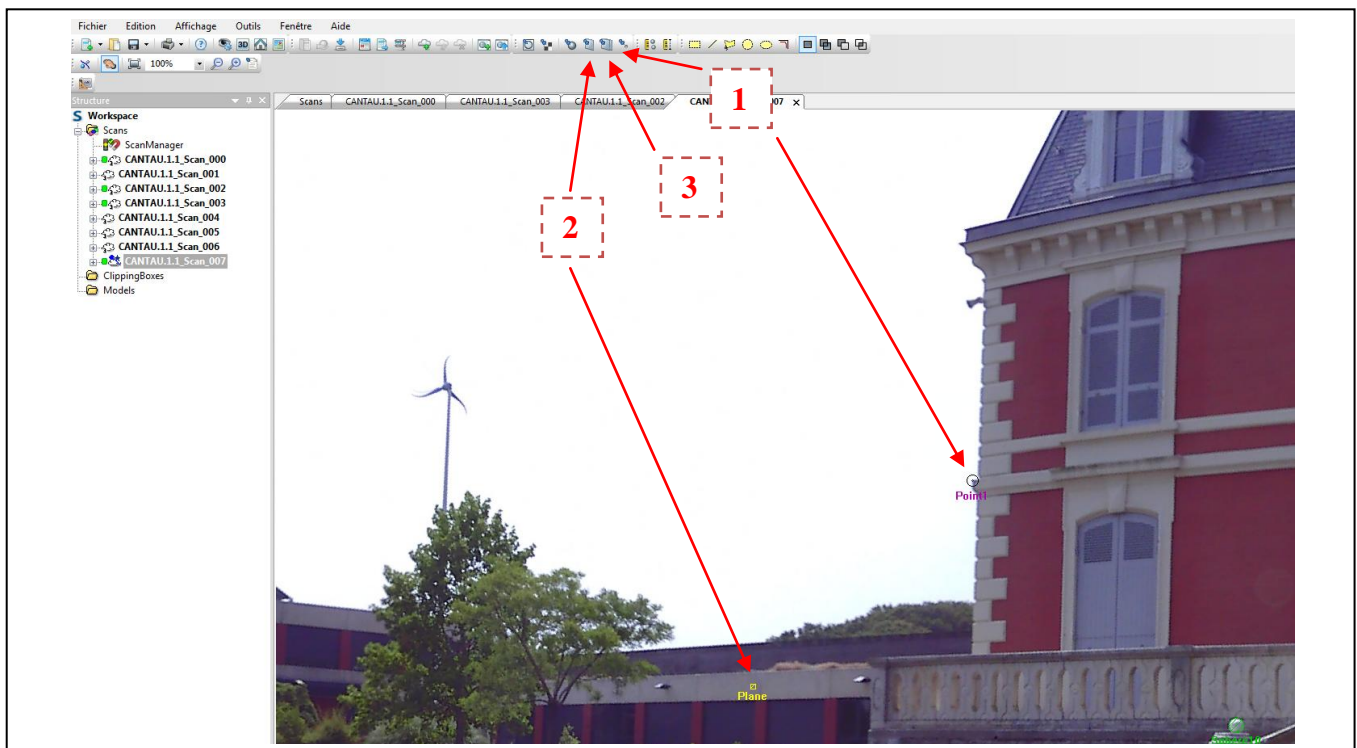 Fichier Edition Affichage Outils Fenêtre Aide
3D
100%
Structure
Scans CANTAU.1.1_Scan_000 CANTAU.1.1_Scan_003 CANTAU.1.1_Scan_002 07
1
S Workspace
Scans
ScanManager
CANTAU.1.1_Scan_000
CANTAU.1.1_Scan_001
CANTAU.1.1_Scan_002
CANTAU.1.1_Scan_003
CANTAU.1.1_Scan_004
CANTAU.1.1_Scan_005
CANTAU.1.1_Scan_006
CANTAU.1.1_Scan_007
ClippingBoxes
Models
3
2
Point1
Plane